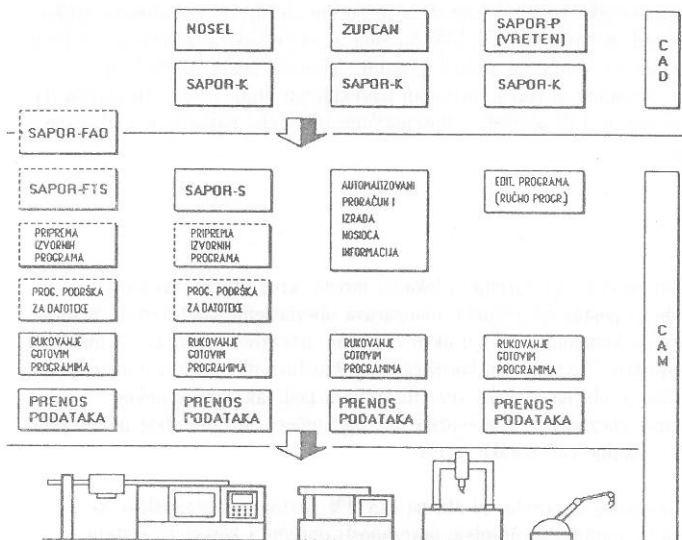 NOSEL
ZUPCAN
SAPOR-P
(VRETEN)
SAPOR-K
SAPOR-K
SAPOR-K
CAD
SAPOR-FAO
SAPOR-FTS
SAPOR-S
AUTOMATIZOVANI
PRORAČUN I
IZRADA
NOSIOCA
INFORMACIJA
EDIT. PROGRAMA
(RUČNO PROGR.)
PRIPREMA
IZVORNIH
PROGRAMA
PRIPREMA
IZVORNIH
PROGRAMA
PROG. PODRŠKA
ZA DATOTEKE
PROG. PODRŠKA
ZA DATOTEKE
RUKOVANJE
GOTOVIM
PROGRAMIMA
RUKOVANJE
GOTOVIM
PROGRAMIMA
RUKOVANJE
GOTOVIM
PROGRAMIMA
RUKOVANJE
GOTOVIM
PROGRAMIMA
PRENOS
PODATAKA
PRENOS
PODATAKA
PRENOS
PODATAKA
PRENOS
PODATAKA
CAM